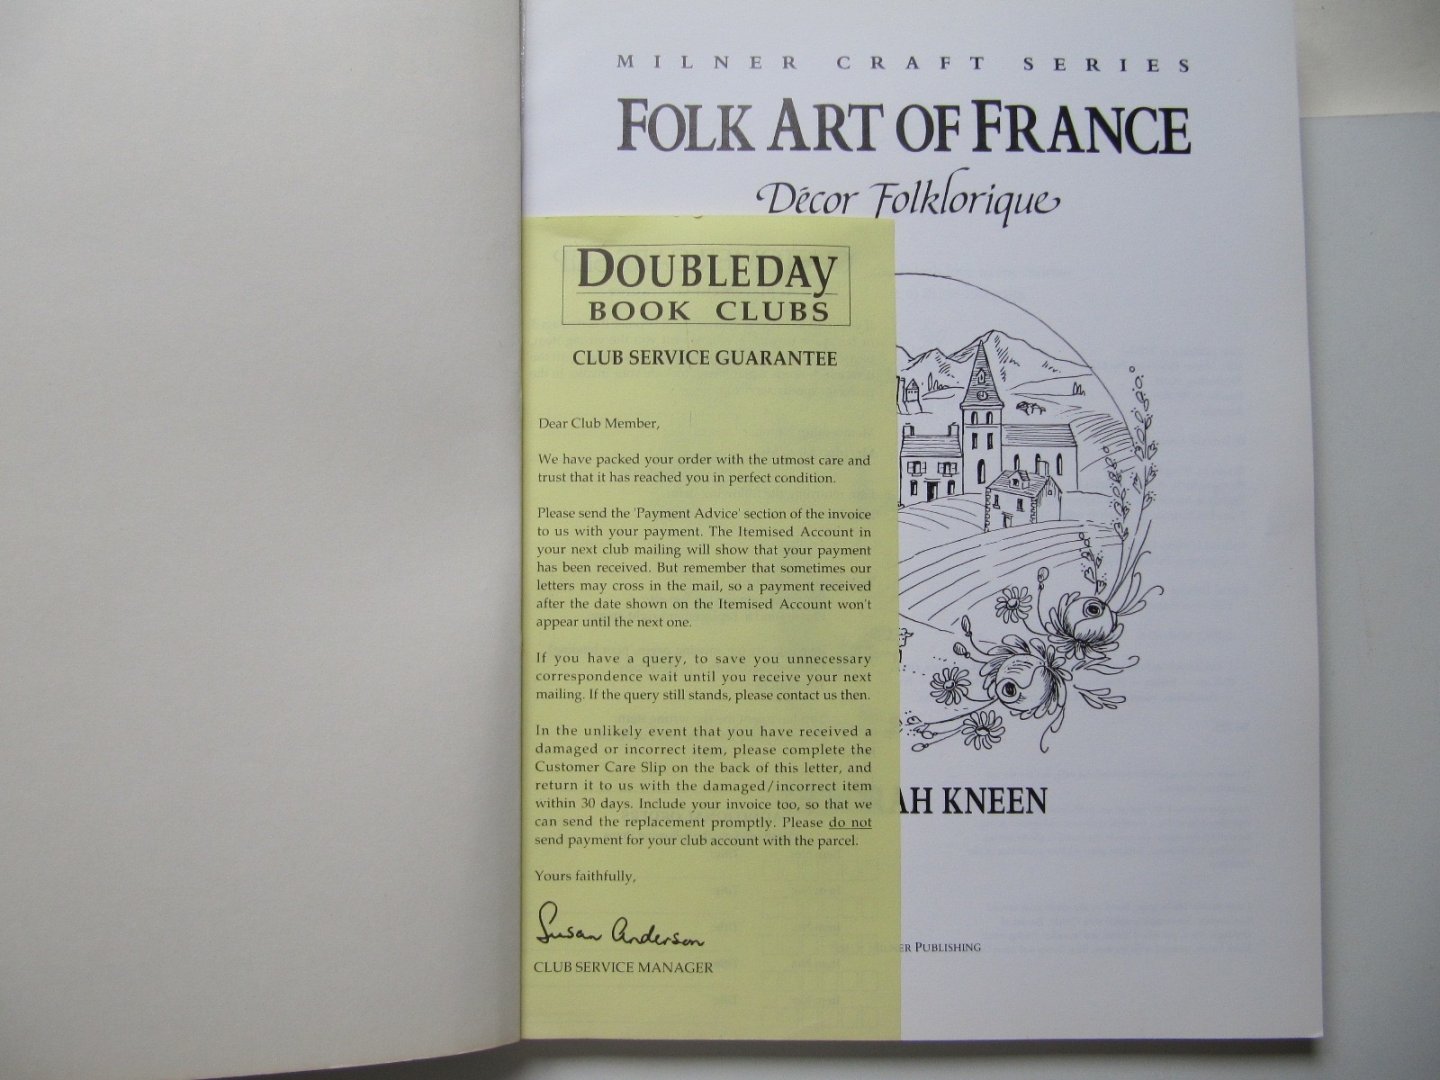 MILNER CRAFT SERIES
FOLK ART OF FRANCE
Décor Folklorique
DOUBLEDAY
BOOK CLUBS
CLUB SERVICE GUARANTEE
Dear Club Member,
We have packed your order with the utmost care and
trust that it has reached you in perfect condition.
Please send the 'Payment Advice' section of the invoice
to us with your payment. The Itemised Account in
your next club mailing will show that your payment
has been received. But remember that sometimes our
letters may cross in the mail, so a payment received
after the date shown on the Itemised Account won't
appear until the next one.
If you have a query, to save you unnecessary
correspondence wait until you receive your next
mailing. If the query still stands, please contact us then.
In the unlikely event that you have received a
damaged or incorrect item, please complete the
Customer Care Slip on the back of this letter, and
return it to us with the damaged/incorrect item
within 30 days. Include your invoice too, so that we
can send the replacement promptly. Please do not
send payment for your club account with the parcel.
Yours faithfully,
Susan Anderson
CLUB SERVICE MANAGER
AH KNEEN
ER PUBLISHING